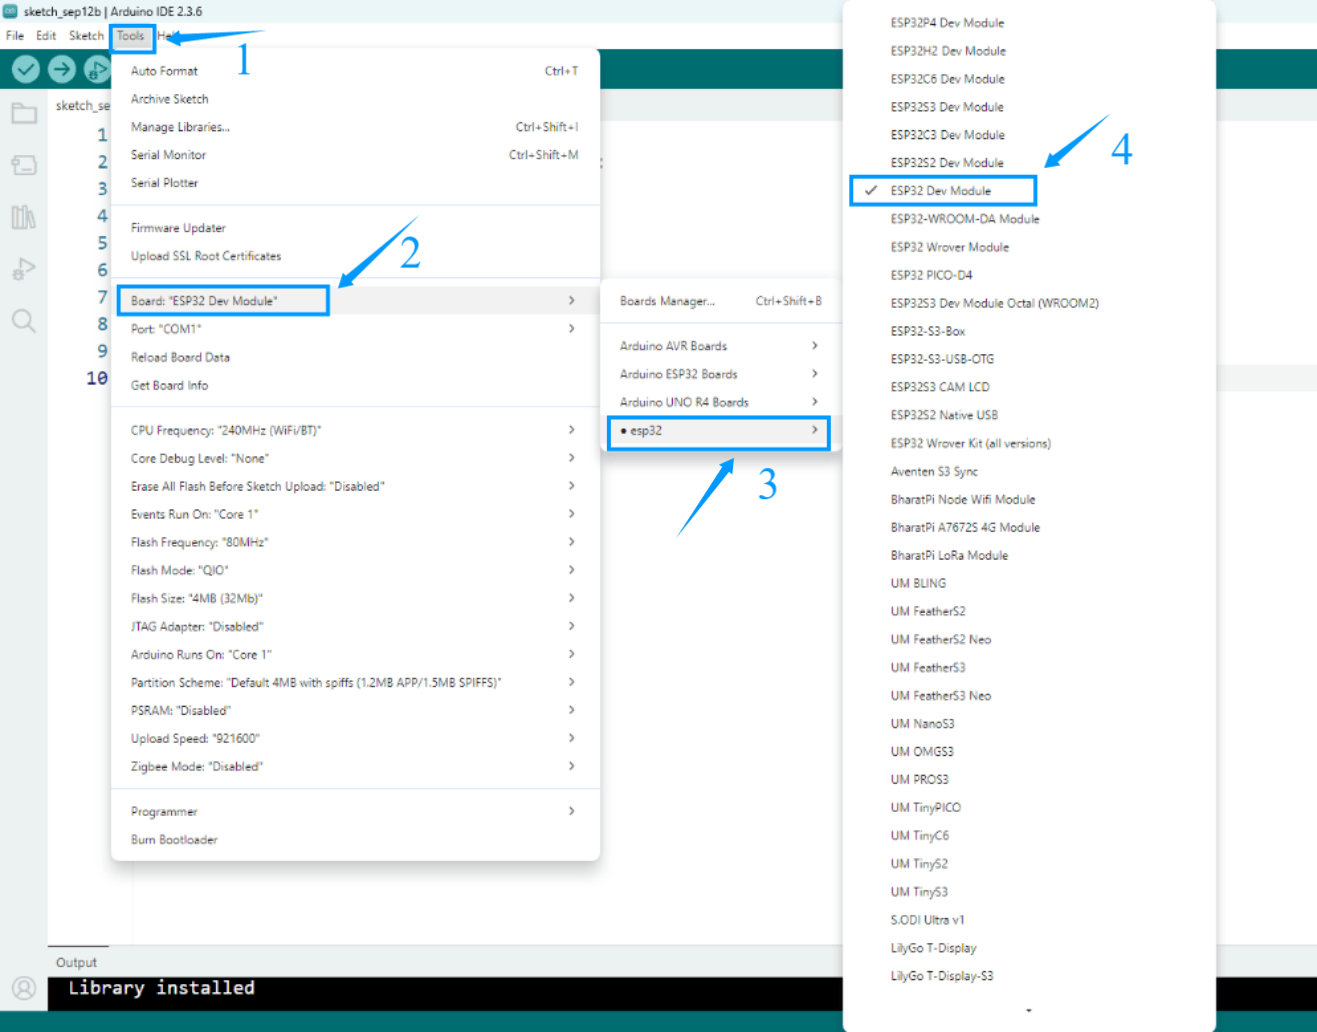 sketch_sep12b | Arduino IDE 2.3.6
File Edit Sketch Tools
1
sketch_se
1
2
3
4
5
6
7
8
9
10
Auto Format Ctrl+T
Archive Sketch
Manage Libraries... Ctrl+Shift+I
Serial Monitor Ctrl+Shift+M
Serial Plotter
Firmware Updater
Upload SSL Root Certificates
2
Board: "ESP32 Dev Module"
Port: "COM1"
Reload Board Data
Get Board Info
CPU Frequency: "240MHz (WiFi/BT)"
Core Debug Level: "None"
Erase All Flash Before Sketch Upload: "Disabled"
Events Run On: "Core 1"
Flash Frequency: "80MHz"
Flash Mode: "QIO"
Flash Size: "4MB (32Mb)"
JTAG Adapter: "Disabled"
Arduino Runs On: "Core 1"
Partition Scheme: "Default 4MB with spiffs (1.2MB APP/1.5MB SPIFFS)"
PSRAM: "Disabled"
Upload Speed: "921600"
Zigbee Mode: "Disabled"
Programmer
Burn Bootloader
Boards Manager... Ctrl+Shift+B
Arduino AVR Boards
Arduino ESP32 Boards
Arduino UNO R4 Boards
esp32
3
ESP32P4 Dev Module
ESP32H2 Dev Module
ESP32C6 Dev Module
ESP32S3 Dev Module
ESP32C3 Dev Module
ESP32S2 Dev Module
4
ESP32 Dev Module
ESP32-WROOM-DA Module
ESP32 Wrover Module
ESP32 PICO-D4
ESP32S3 Dev Module Octal (WROOM2)
ESP32-S3-Box
ESP32-S3-USB-OTG
ESP32S3 CAM LCD
ESP32S2 Native USB
ESP32 Wrover Kit (all versions)
Aventen S3 Sync
BharatPi Node Wifi Module
BharatPi A7672S 4G Module
BharatPi LoRa Module
UM BLING
UM FeatherS2
UM FeatherS2 Neo
UM FeatherS3
UM FeatherS3 Neo
UM NanoS3
UM OMGS3
UM PROS3
UM TinyPICO
UM TinyC6
UM TinyS2
UM TinyS3
S.ODI Ultra v1
LilyGo T-Display
LilyGo T-Display-S3
Output
Library installed